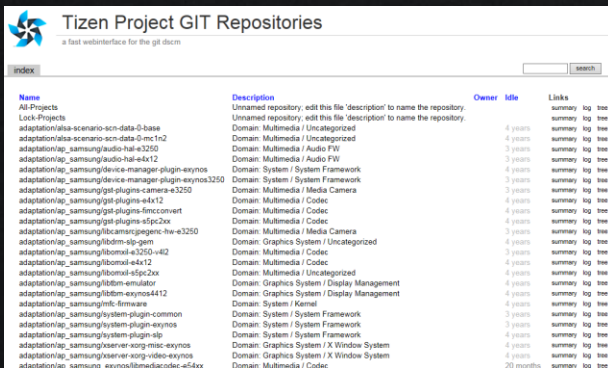 Tizen Project GIT Repositories
a fast webinterface for the git dscm
index
search
Name Description Owner Idle Links
All-Projects Unnamed repository; edit this file 'description' to name the repository. summary log tree
Lock-Projects Unnamed repository; edit this file 'description' to name the repository. summary log tree
adaptation/alsa-scenario-scn-data-0-base Domain: Multimedia / Uncategorized 4 years summary log tree
adaptation/alsa-scenario-scn-data-0-mc1n2 Domain: Multimedia / Uncategorized 4 years summary log tree
adaptation/ap_samsung/audio-hal-e3250 Domain: Multimedia / Audio FW 3 years summary log tree
adaptation/ap_samsung/audio-hal-e4x12 Domain: Multimedia / Audio FW 3 years summary log tree
adaptation/ap_samsung/device-manager-plugin-exynos Domain: System / System Framework 4 years summary log tree
adaptation/ap_samsung/device-manager-plugin-exynos3250 Domain: System / System Framework 3 years summary log tree
adaptation/ap_samsung/gst-plugins-camera-e3250 Domain: Multimedia / Media Camera 3 years summary log tree
adaptation/ap_samsung/gst-plugins-e4x12 Domain: Multimedia / Codec 4 years summary log tree
adaptation/ap_samsung/gst-plugins-fimcconvert Domain: Multimedia / Codec 4 years summary log tree
adaptation/ap_samsung/gst-plugins-s5pc2xx Domain: Multimedia / Codec 4 years summary log tree
adaptation/ap_samsung/libcamsrcjpegenc-hw-e3250 Domain: Multimedia / Media Camera 3 years summary log tree
adaptation/ap_samsung/libdrm-slp-gem Domain: Graphics System / Uncategorized 4 years summary log tree
adaptation/ap_samsung/libomxil-e3250-v4l2 Domain: Multimedia / Codec 3 years summary log tree
adaptation/ap_samsung/libomxil-e4x12 Domain: Multimedia / Codec 3 years summary log tree
adaptation/ap_samsung/libomxil-s5pc2xx Domain: Multimedia / Uncategorized 4 years summary log tree
adaptation/ap_samsung/libtbm-emulator Domain: Graphics System / Display Management 4 years summary log tree
adaptation/ap_samsung/libtbm-exynos4412 Domain: Graphics System / Display Management 4 years summary log tree
adaptation/ap_samsung/mfc-firmware Domain: System / Kernel 4 years summary log tree
adaptation/ap_samsung/system-plugin-common Domain: System / System Framework 3 years summary log tree
adaptation/ap_samsung/system-plugin-exynos Domain: System / System Framework 3 years summary log tree
adaptation/ap_samsung/system-plugin-slp Domain: System / System Framework 4 years summary log tree
adaptation/ap_samsung/xserver-xorg-misc-exynos Domain: Graphics System / X Window System 4 years summary log tree
adaptation/ap_samsung/xserver-xorg-video-exynos Domain: Graphics System / X Window System 4 years summary log tree
adaptation/ap_samsung_exynos/libmediacodec-e54xx Domain: Multimedia / Codec 20 months summary log tree